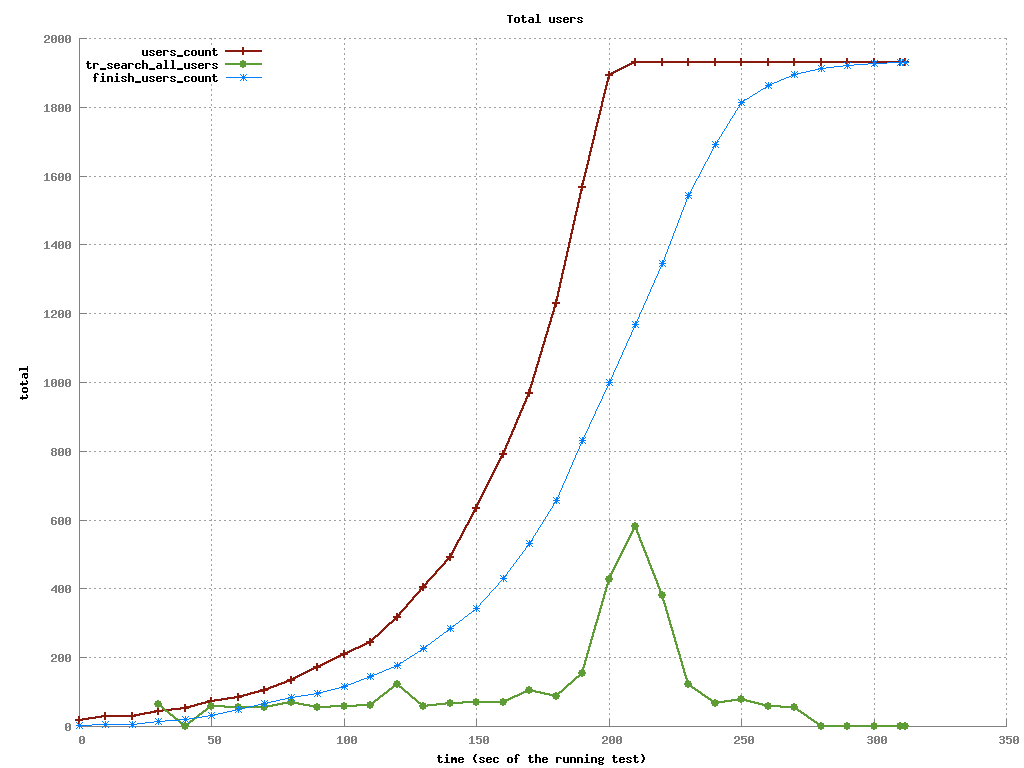 Total users
2000
users_count
tr_search_all_users
finish_users_count
1800
1600
1400
1200
1000
total
800
600
400
200
0
0 50 100 150 200 250 300 350
time (sec of the running test)